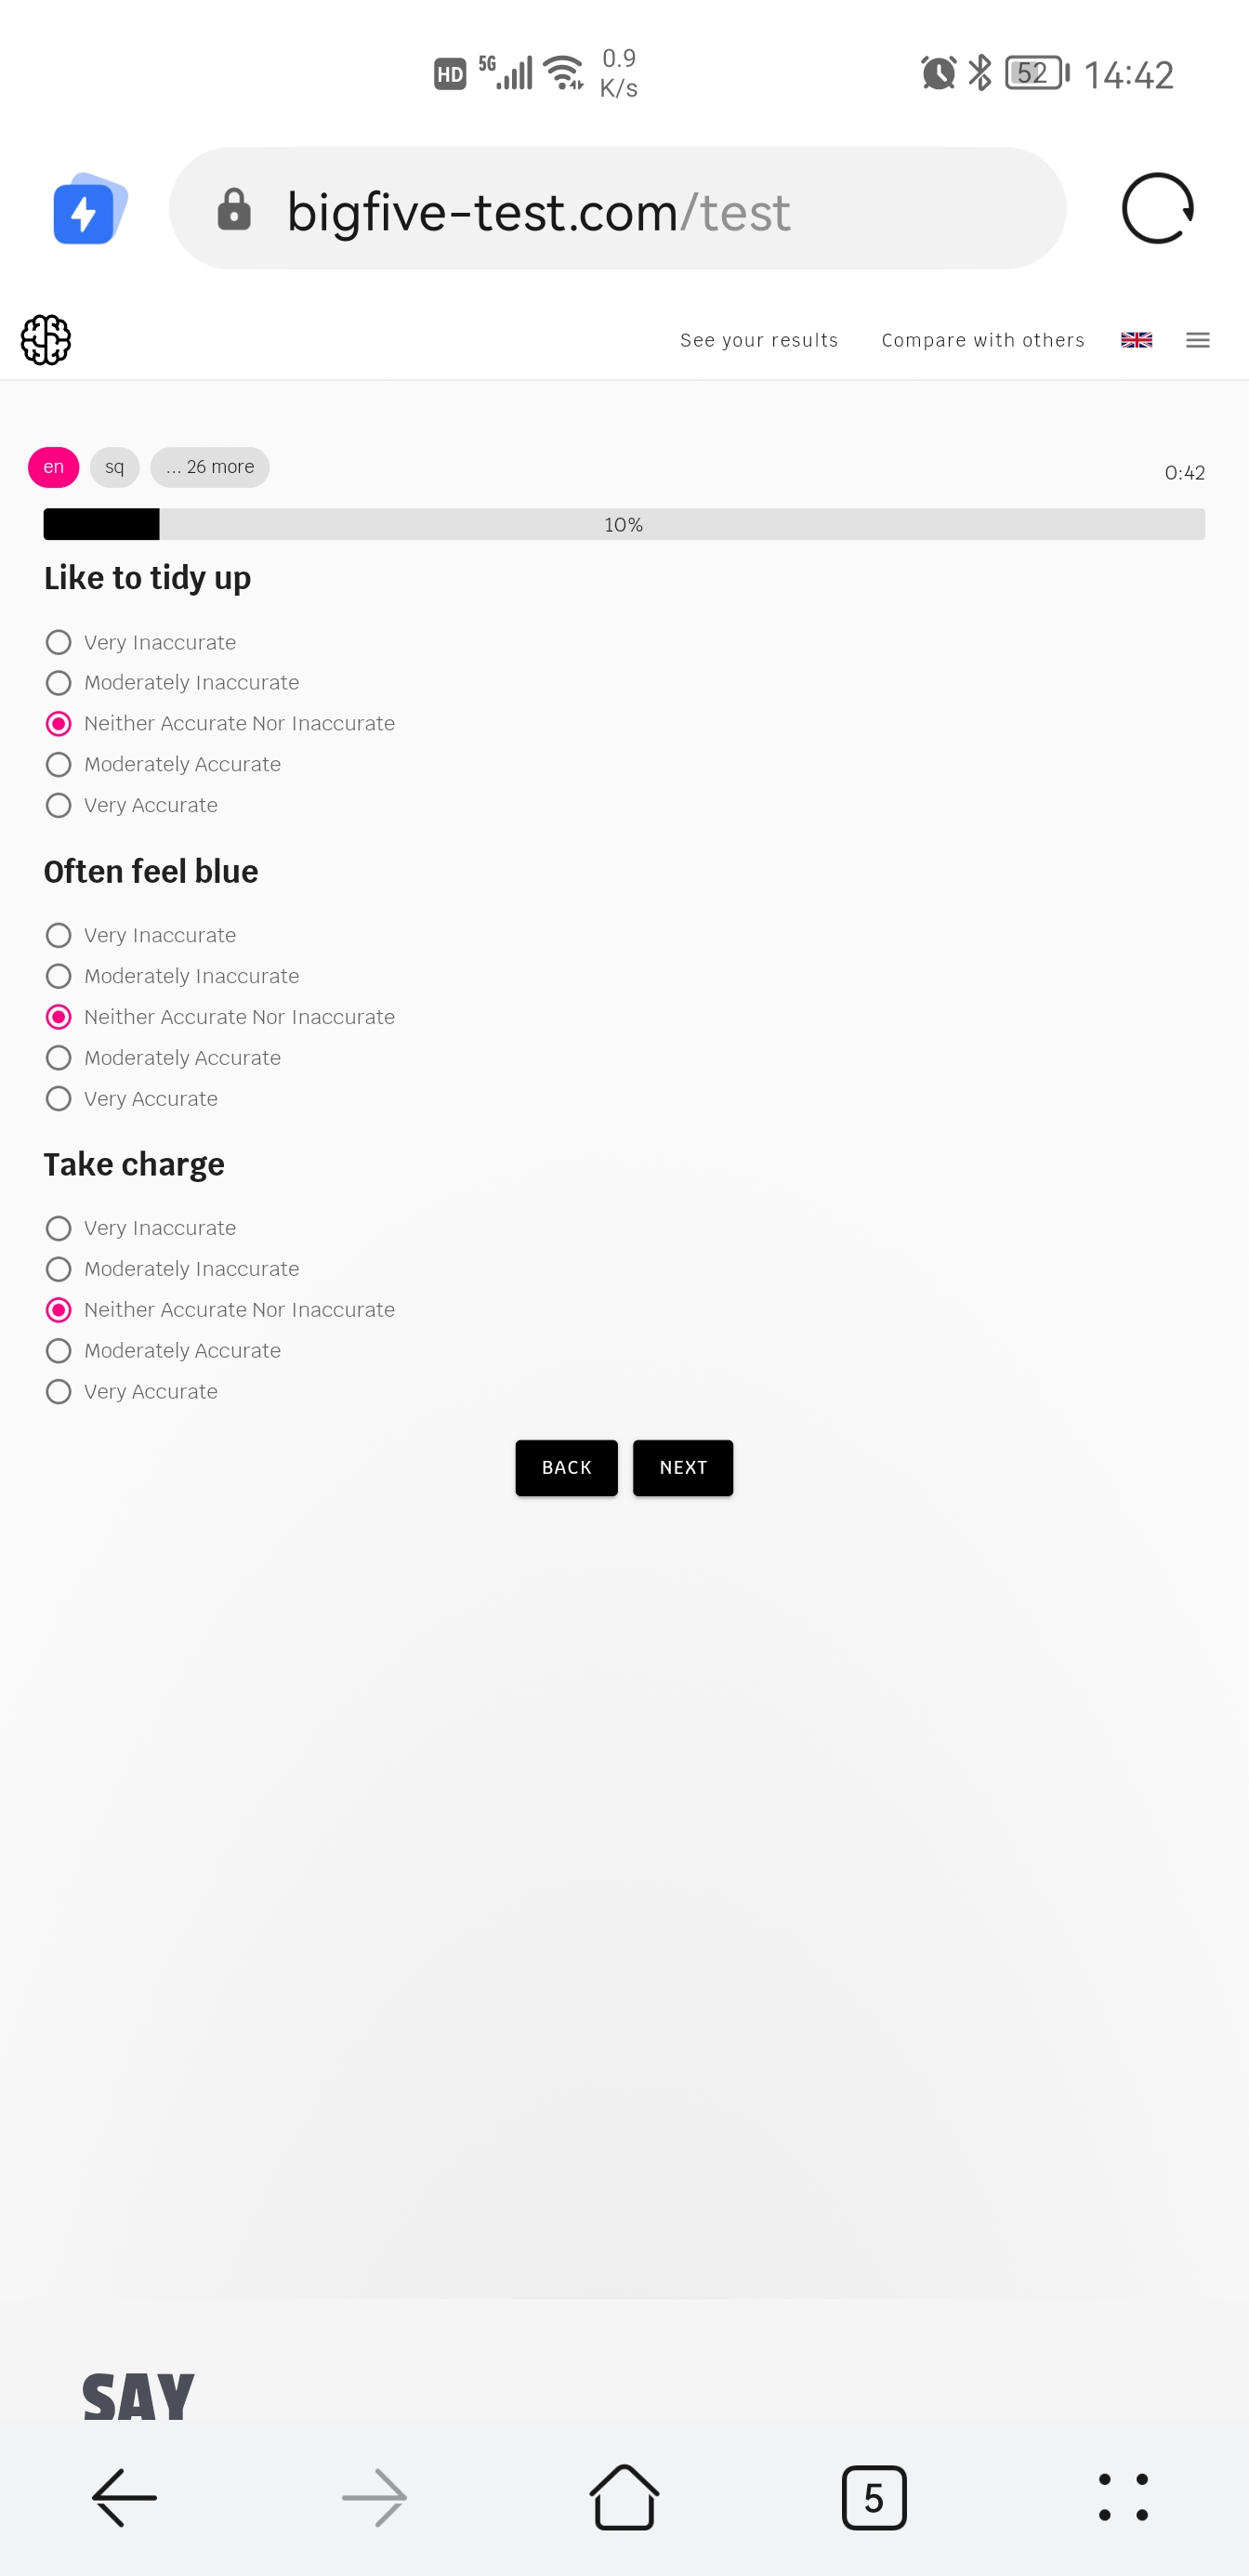 HD 5G 0.9 K/s 52 14:42
bigfive-test.com/test
See your results Compare with others
en sq ... 26 more 0:42
10%
Like to tidy up
Very Inaccurate
Moderately Inaccurate
Neither Accurate Nor Inaccurate
Moderately Accurate
Very Accurate
Often feel blue
Very Inaccurate
Moderately Inaccurate
Neither Accurate Nor Inaccurate
Moderately Accurate
Very Accurate
Take charge
Very Inaccurate
Moderately Inaccurate
Neither Accurate Nor Inaccurate
Moderately Accurate
Very Accurate
BACK NEXT
SAY
5